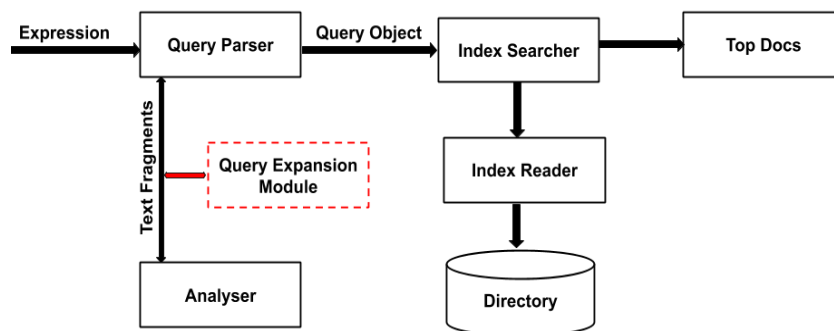 Expression
Query Parser
Query Object
Index Searcher
Top Docs
Text Fragments
Query Expansion
Module
Index Reader
Analyser
Directory